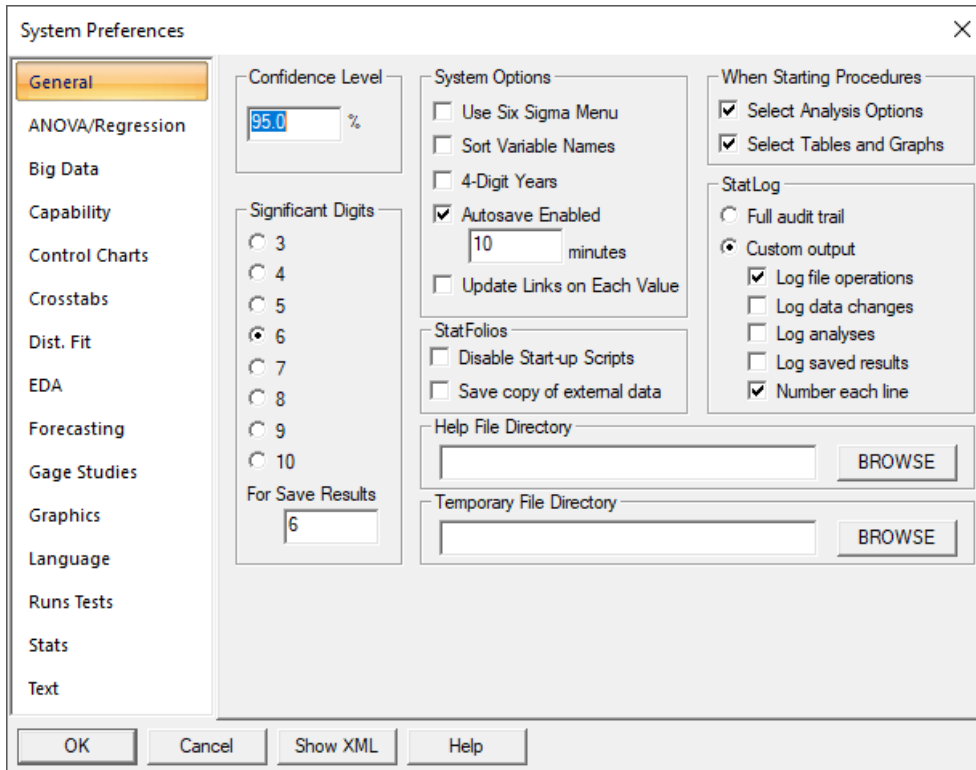 System Preferences
General
ANOVA/Regression
Big Data
Capability
Control Charts
Crosstabs
Dist. Fit
EDA
Forecasting
Gage Studies
Graphics
Language
Runs Tests
Stats
Text
Confidence Level
95.0 %
Significant Digits
3
4
5
6
7
8
9
10
For Save Results
6
System Options
Use Six Sigma Menu
Sort Variable Names
4-Digit Years
Autosave Enabled
10 minutes
Update Links on Each Value
StatFolios
Disable Start-up Scripts
Save copy of external data
When Starting Procedures
Select Analysis Options
Select Tables and Graphs
StatLog
Full audit trail
Custom output
Log file operations
Log data changes
Log analyses
Log saved results
Number each line
Help File Directory
BROWSE
Temporary File Directory
BROWSE
OK Cancel Show XML Help